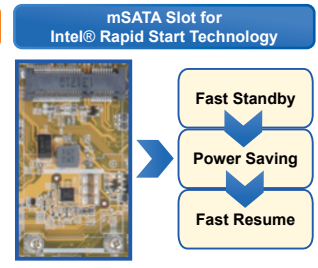 mSATA Slot for
Intel® Rapid Start Technology
Fast Standby
Power Saving
Fast Resume